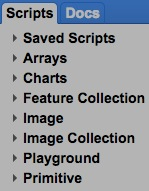 Scripts Docs
Saved Scripts
Arrays
Charts
Feature Collection
Image
Image Collection
Playground
Primitive